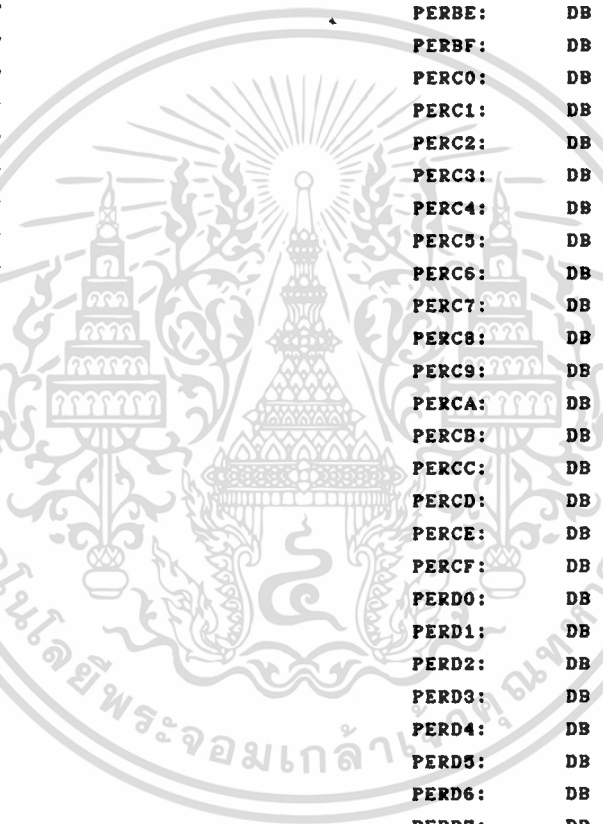 PERBE: DB
PERBF: DB
PERC0: DB
PERC1: DB
PERC2: DB
PERC3: DB
PERC4: DB
PERC5: DB
PERC6: DB
PERC7: DB
PERC8: DB
PERC9: DB
PERCA: DB
PERCB: DB
PERCC: DB
PERCD: DB
PERCE: DB
PERCF: DB
PERD0: DB
PERD1: DB
PERD2: DB
PERD3: DB
PERD4: DB
PERD5: DB
PERD6: DB
PERD7: DB